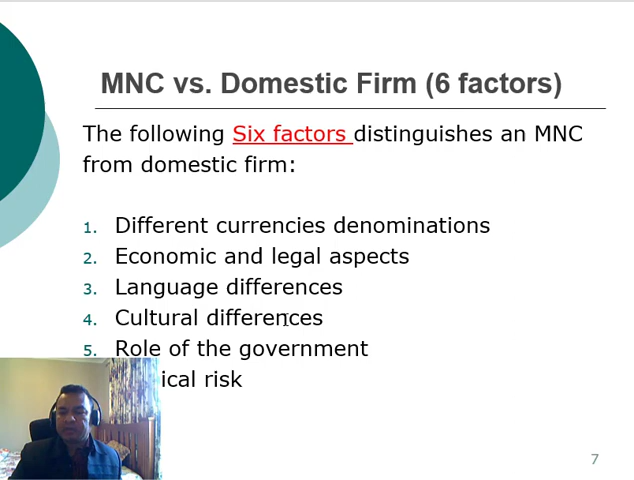 MNC vs. Domestic Firm (6 factors)
The following Six factors distinguishes an MNC
from domestic firm:
1. Different currencies denominations
2. Economic and legal aspects
3. Language differences
4. Cultural differences
5. Role of the government
risk
7